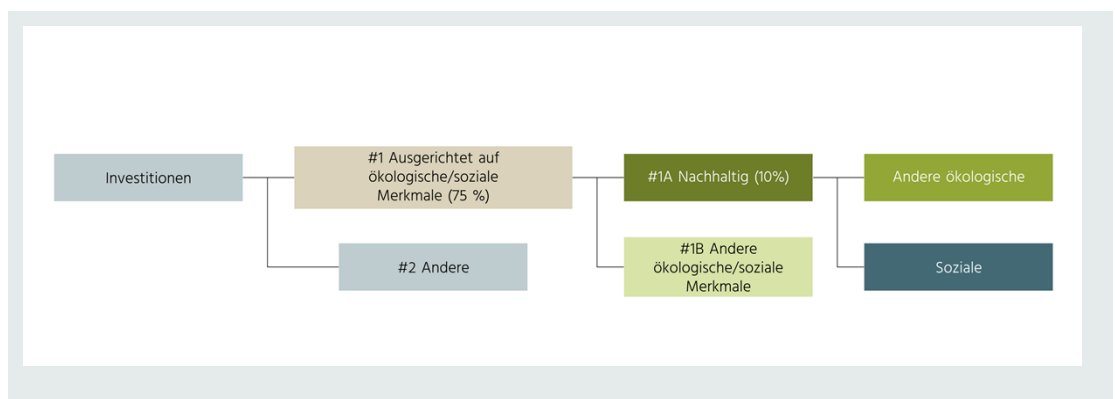 Investitionen
#1 Ausgerichtet auf
ökologische/soziale
Merkmale (75 %)
#1A Nachhaltig (10%)
Andere ökologische
#2 Andere
#1B Andere
ökologische/soziale
Merkmale
Soziale